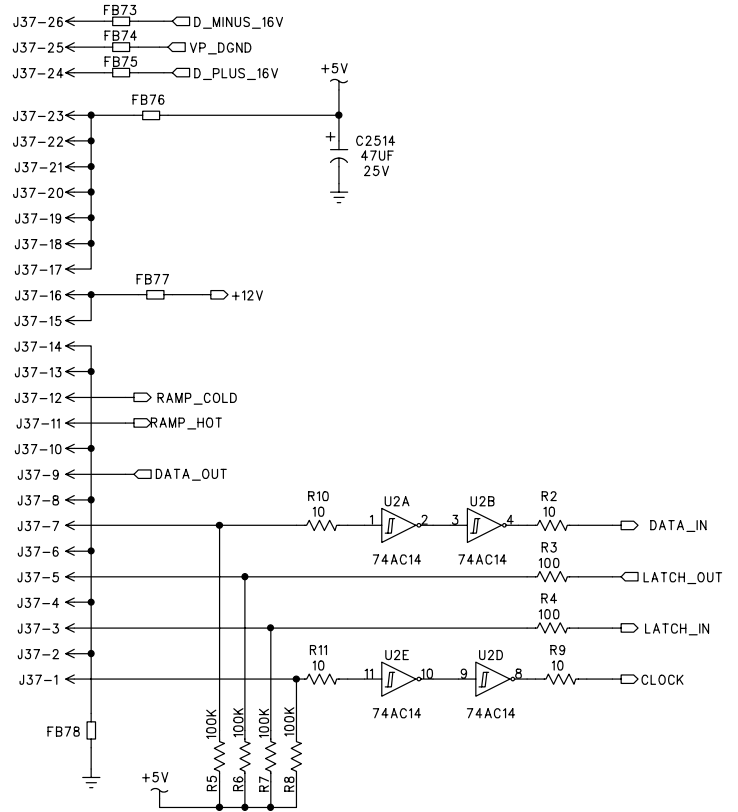 FB73
J37-26 D_MINUS_16V
FB74
J37-25 VP_DGND
FB75
J37-24 D_PLUS_16V
+5V
FB76
J37-23
+ C2514
47UF
25V
J37-22
J37-21
J37-20
J37-19
J37-18
J37-17
FB77
J37-16 +12V
J37-15
J37-14
J37-13
J37-12 RAMP_COLD
J37-11 RAMP_HOT
J37-10
J37-9 DATA_OUT
J37-8
R10 U2A U2B R2
10 10
J37-7 1 2 3 4 DATA_IN
74AC14 74AC14
J37-6
R3
100
J37-5 LATCH_OUT
J37-4
R4
100
J37-3 LATCH_IN
J37-2
R11 U2E U2D R9
10 10
J37-1 11 10 9 8 CLOCK
74AC14 74AC14
FB78
100K 100K 100K 100K
R5 R6 R7 R8
+5V